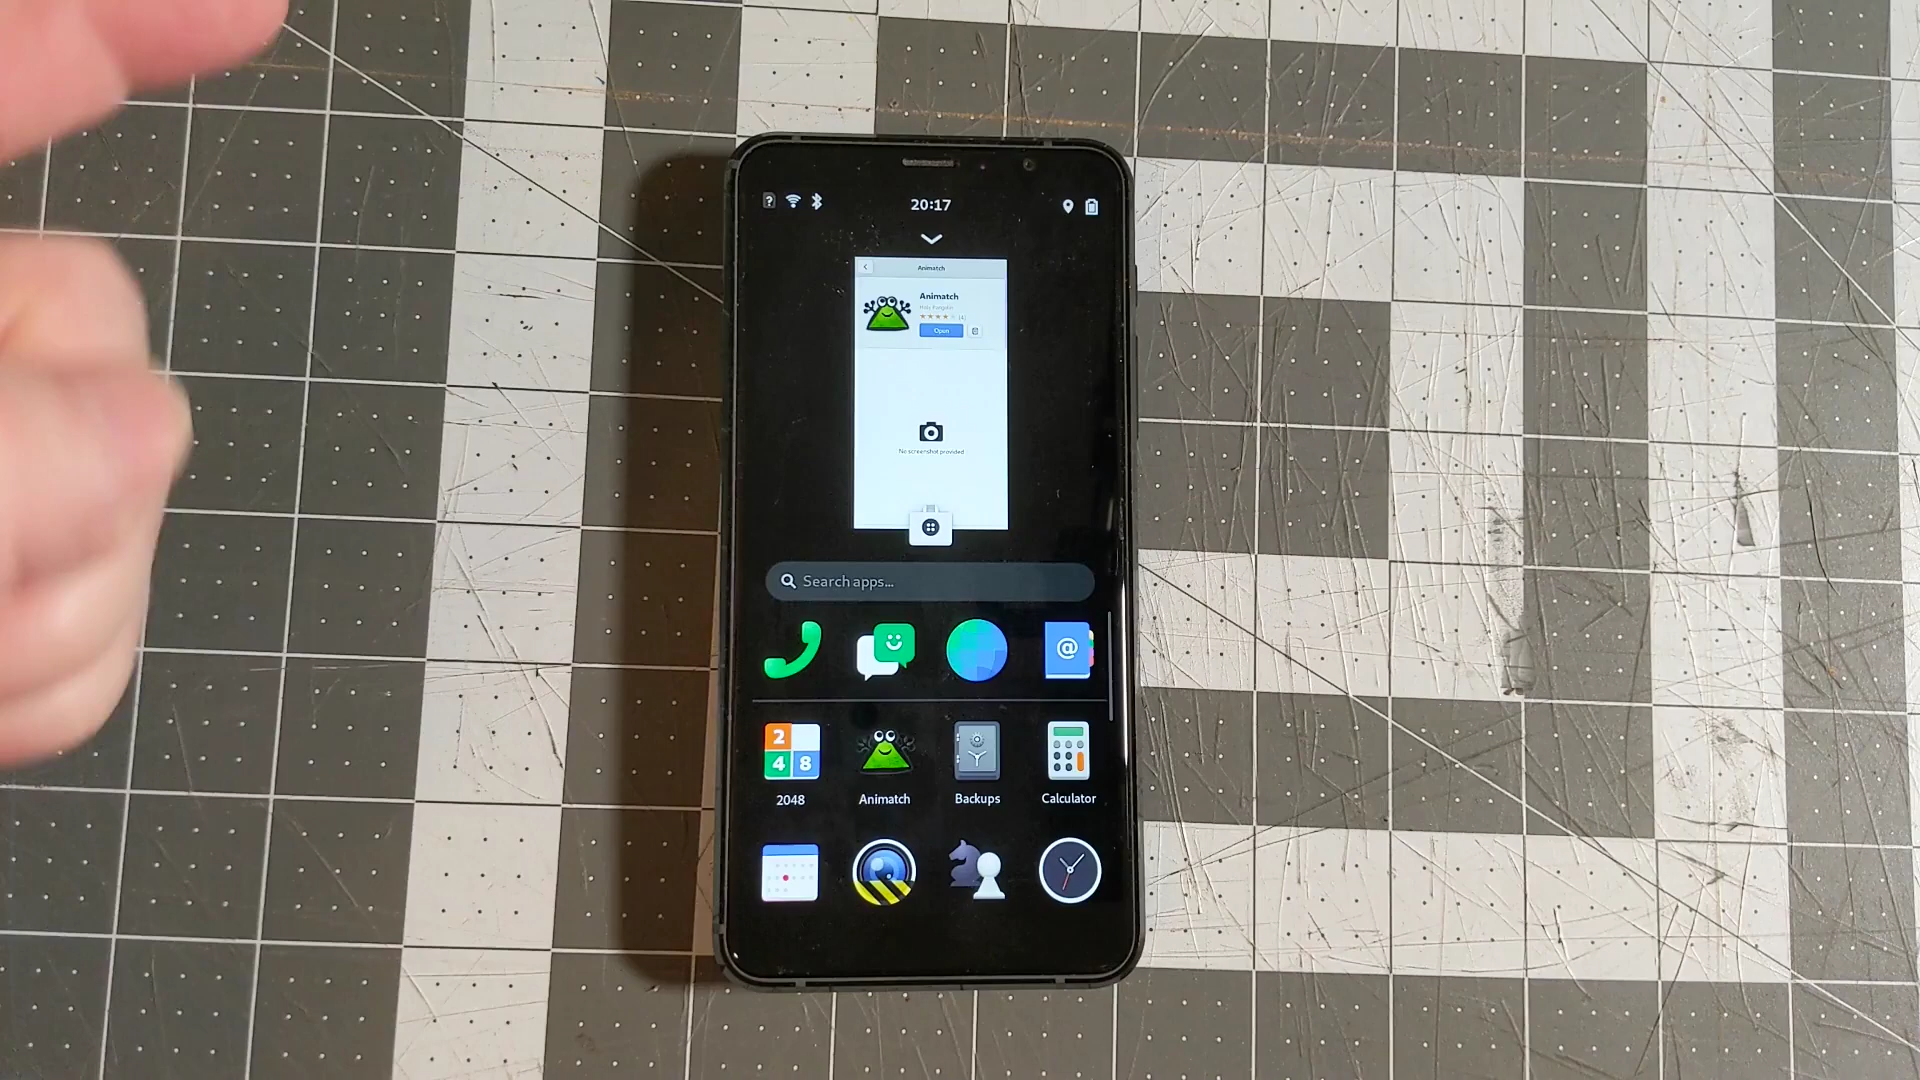 20:17
Animatch
Animatch
Open
No screenshot provided
Search apps...
@
2
4 8
2048
Animatch
Backups
Calculator